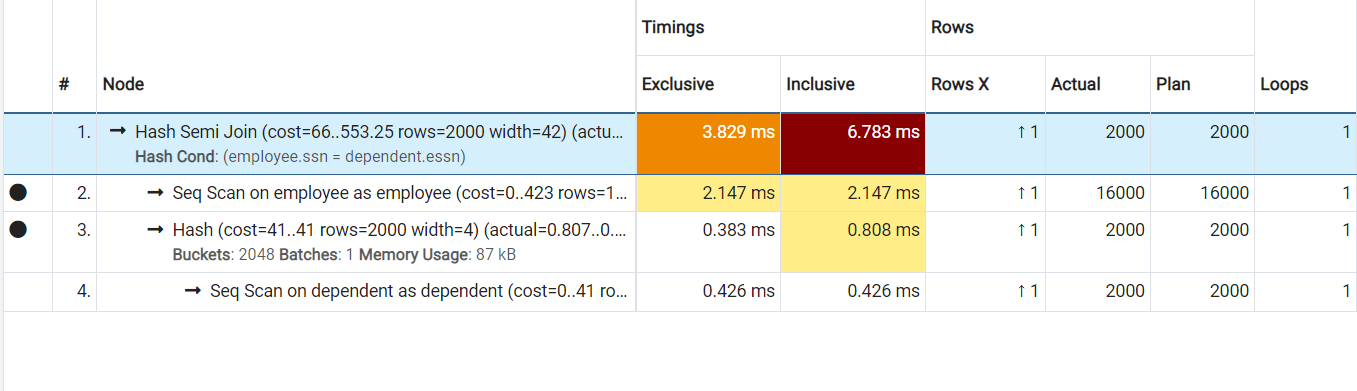 Timings Rows
# Node Exclusive Inclusive Rows X Actual Plan Loops
1. → Hash Semi Join (cost=66..553.25 rows=2000 width=42) (actu... 3.829 ms 6.783 ms ↑ 1 2000 2000 1
Hash Cond: (employee.ssn = dependent.essn)
2. → Seq Scan on employee as employee (cost=0..423 rows=1... 2.147 ms 2.147 ms ↑ 1 16000 16000 1
3. → Hash (cost=41..41 rows=2000 width=4) (actual=0.807..0.... 0.383 ms 0.808 ms ↑ 1 2000 2000 1
Buckets: 2048 Batches: 1 Memory Usage: 87 kB
4. → Seq Scan on dependent as dependent (cost=0..41 ro... 0.426 ms 0.426 ms ↑ 1 2000 2000 1